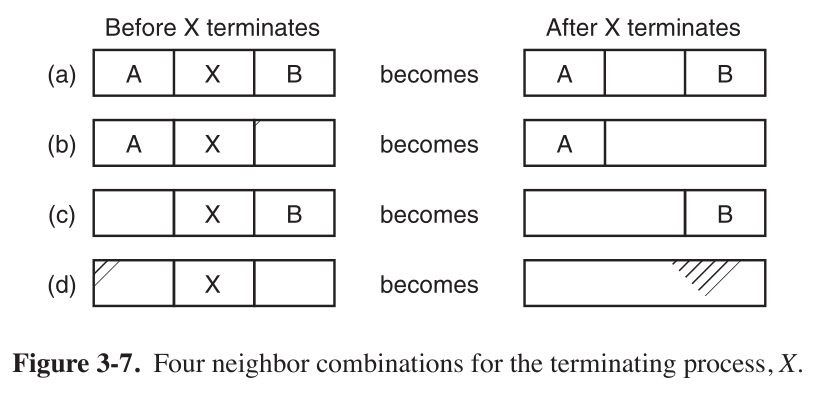 Before X terminates After X terminates
(a) A X B becomes A B
(b) A X becomes A
(c) X B becomes B
(d) X becomes
Figure 3-7. Four neighbor combinations for the terminating process, X.